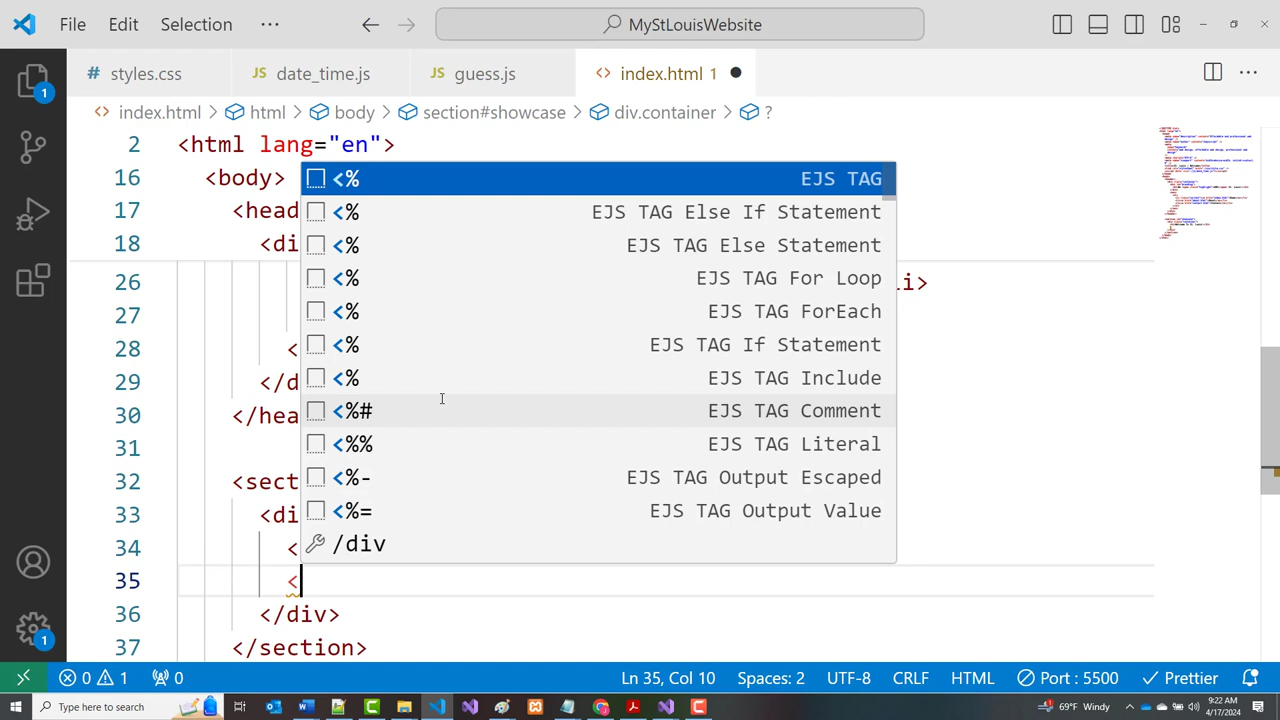 File Edit Selection ··· MyStLouisWebsite
styles.css JS date_time.js JS guess.js <> index.html 1
index.html > html > body > section#showcase > div.container > ?
2 <html lang="en">
16 <body>
17 <head
18 <di
26 li>
27
28 <
29 </d
30 </hea
31
32 <sect
33 <di
34 <
35 <
36 </div>
37 </section>
<% EJS TAG
<% EJS TAG Else If Statement
<% EJS TAG Else Statement
<% EJS TAG For Loop
<% EJS TAG ForEach
<% EJS TAG If Statement
<% EJS TAG Include
<%# EJS TAG Comment
<%% EJS TAG Literal
<%- EJS TAG Output Escaped
<%= EJS TAG Output Value
/div
1
1
0 1 0 Ln 35, Col 10 Spaces: 2 UTF-8 CRLF HTML Port : 5500 Prettier
Type here to search 69°F Windy 9:22 AM
4/17/2024